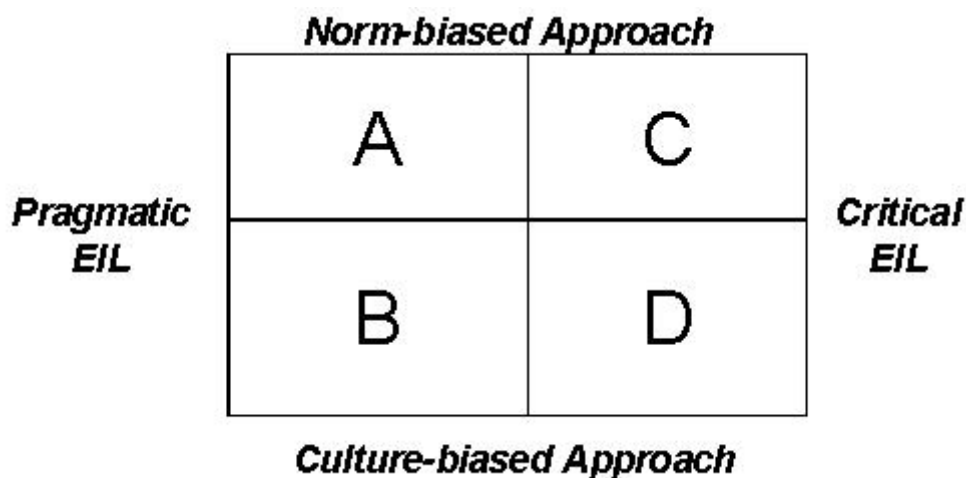 Norm-biased Approach
A C
Pragmatic
EIL
Critical
EIL
B D
Culture-biased Approach